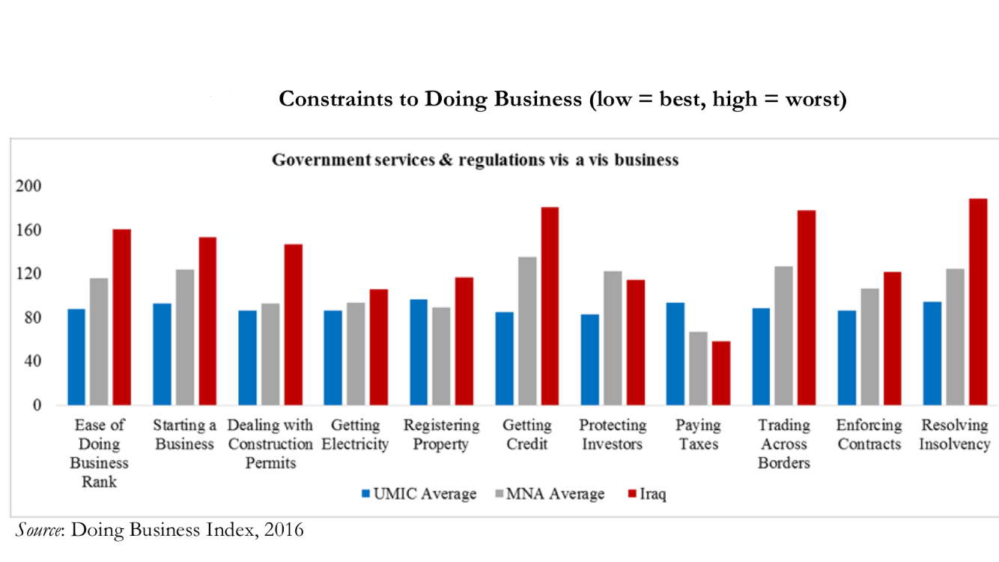 Constraints to Doing Business (low = best, high = worst)
Government services & regulations vis a vis business
200
160
120
80
40
0
Ease of
Doing
Business
Rank
Starting a
Business
Dealing with
Construction
Permits
Getting
Electricity
Registering
Property
Getting
Credit
Protecting
Investors
Paying
Taxes
Trading
Across
Borders
Enforcing
Contracts
Resolving
Insolvency
UMIC Average
MNA Average
Iraq
Source: Doing Business Index, 2016